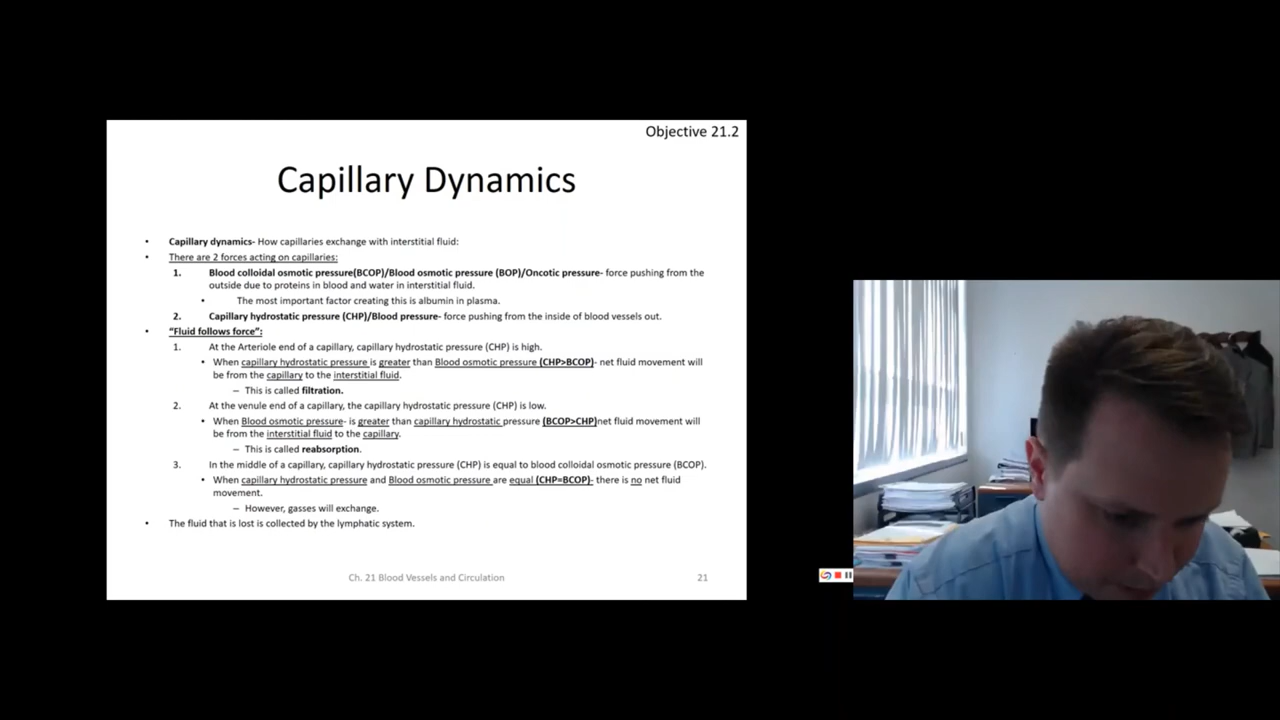 Objective 21.2
Capillary Dynamics
• Capillary dynamics- How capillaries exchange with interstitial fluid:
• There are 2 forces acting on capillaries:
1. Blood colloidal osmotic pressure(BCOP)/Blood osmotic pressure (BOP)/Oncotic pressure- force pushing from the
outside due to proteins in blood and water in interstitial fluid.
• The most important factor creating this is albumin in plasma.
2. Capillary hydrostatic pressure (CHP)/Blood pressure- force pushing from the inside of blood vessels out.
• “Fluid follows force”:
1. At the Arteriole end of a capillary, capillary hydrostatic pressure (CHP) is high.
• When capillary hydrostatic pressure is greater than Blood osmotic pressure (CHP>BCOP)- net fluid movement will
be from the capillary to the interstitial fluid.
– This is called filtration.
2. At the venule end of a capillary, the capillary hydrostatic pressure (CHP) is low.
• When Blood osmotic pressure- is greater than capillary hydrostatic pressure (BCOP>CHP)net fluid movement will
be from the interstitial fluid to the capillary.
– This is called reabsorption.
3. In the middle of a capillary, capillary hydrostatic pressure (CHP) is equal to blood colloidal osmotic pressure (BCOP).
• When capillary hydrostatic pressure and Blood osmotic pressure are equal (CHP=BCOP)- there is no net fluid
movement.
– However, gasses will exchange.
• The fluid that is lost is collected by the lymphatic system.
Ch. 21 Blood Vessels and Circulation
21